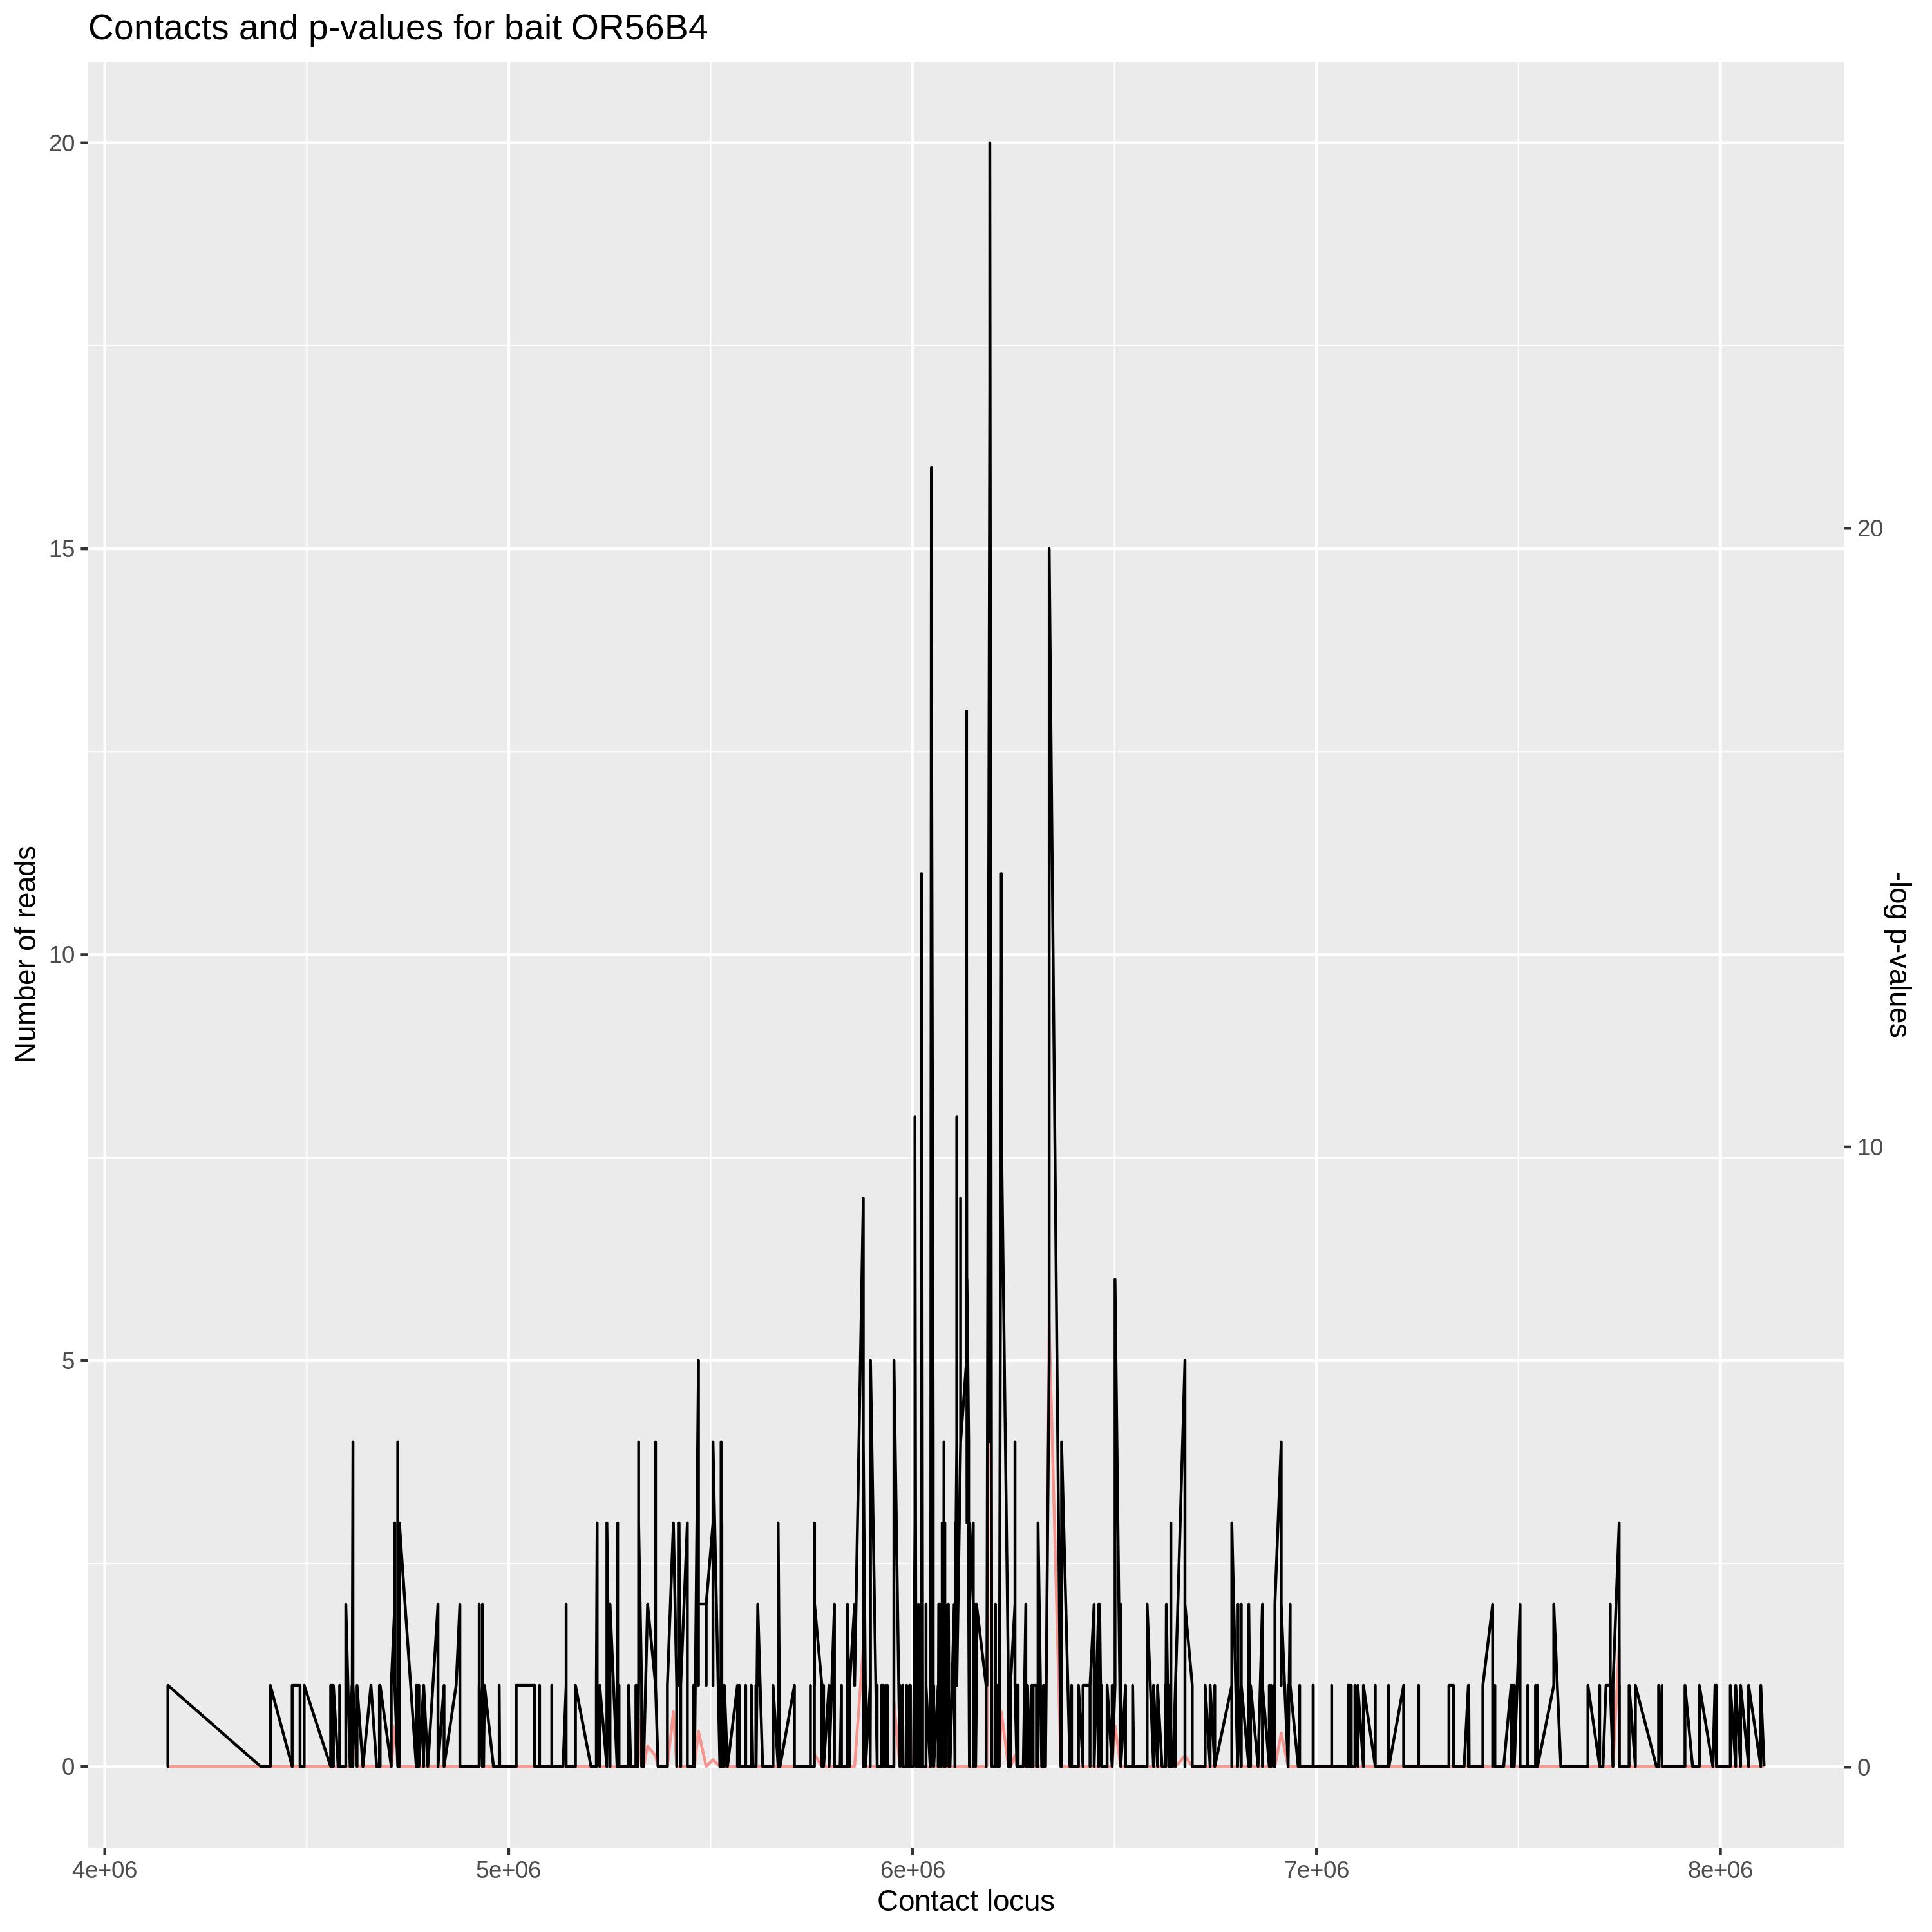 Contacts and p-values for bait OR56B4
20
15
10
5
0
Number of reads
20
10
0
-log p-values
4e+06 5e+06 6e+06 7e+06 8e+06
Contact locus